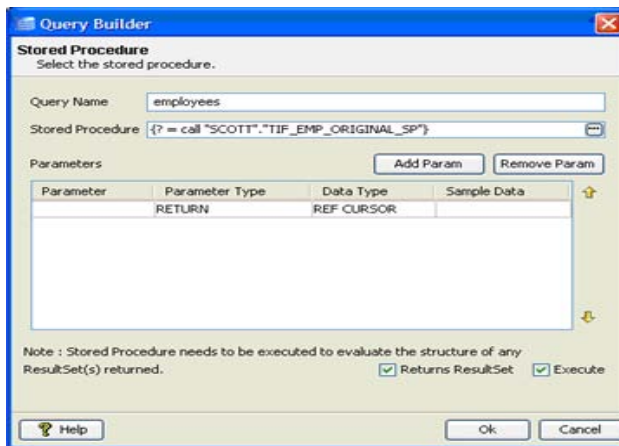 Query Builder
Stored Procedure
Select the stored procedure.
Query Name employees
Stored Procedure {? = call "SCOTT"."TIF_EMP_ORIGINAL_SP"}
Parameters Add Param Remove Param
Parameter Parameter Type Data Type Sample Data
RETURN REF CURSOR
Note : Stored Procedure needs to be executed to evaluate the structure of any
ResultSet(s) returned. Returns ResultSet Execute
Help Ok Cancel